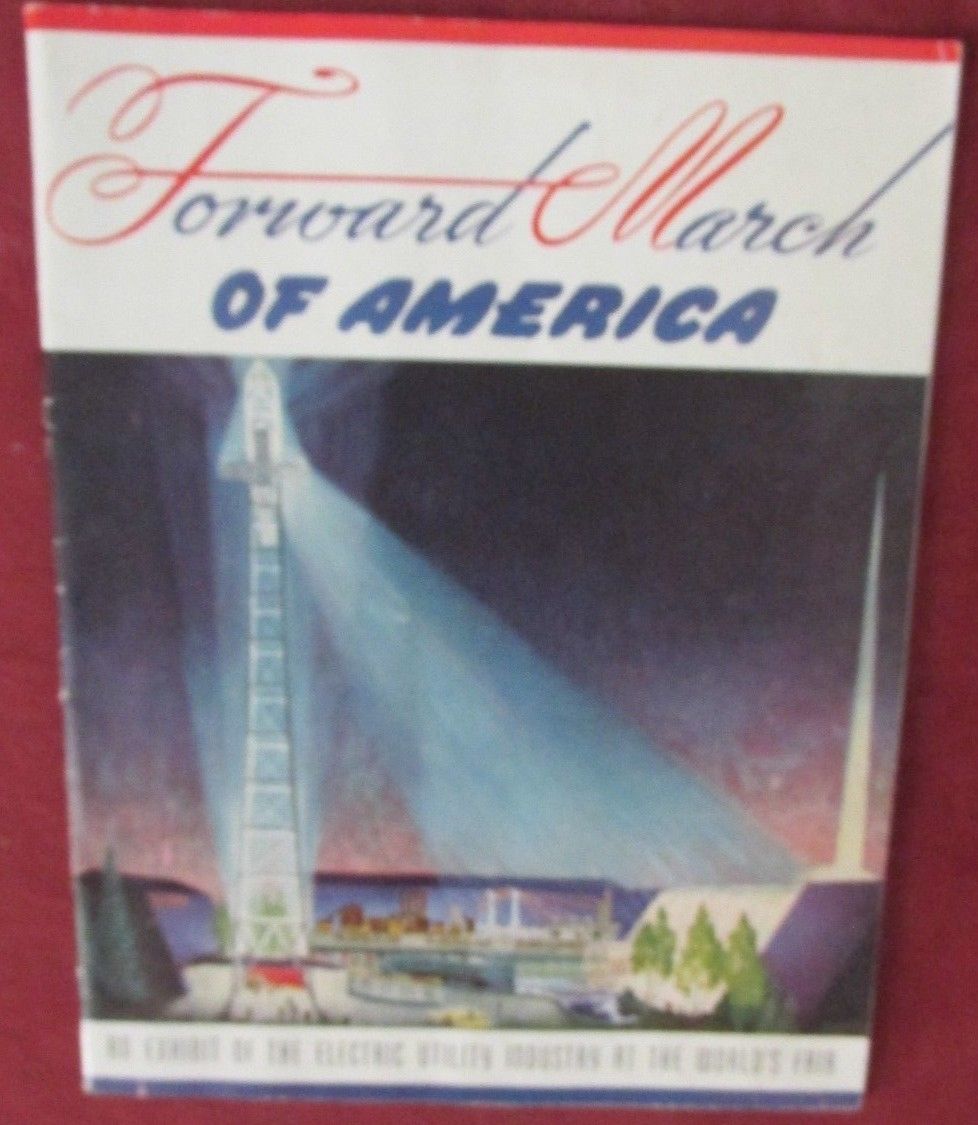 Forward March
OF AMERICA
AN EXHIBIT OF THE ELECTRIC UTILITY INDUSTRY AT THE WORLD'S FAIR